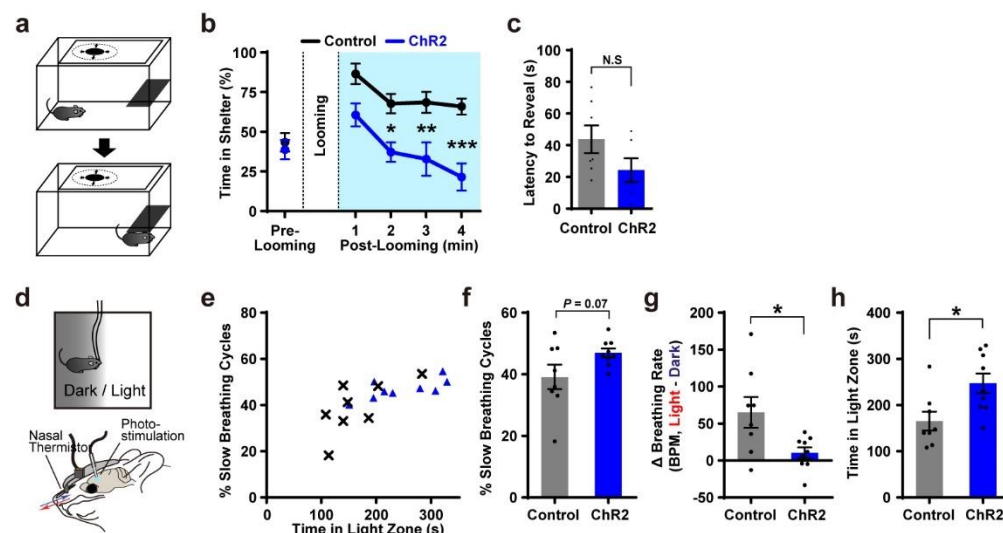 a
b
Control
ChR2
Time in Shelter (%)
100
75
50
25
0
Looming
*
**
***
Pre-
Looming
1
2
3
4
Post-Looming (min)
c
Latency to Reveal (s)
100
80
60
40
20
0
N.S
Control
ChR2
d
Dark / Light
Nasal
Thermistor
Photo-
stimulation
e
% Slow Breathing Cycles
80
60
40
20
0
0
100
200
300
Time in Light Zone (s)
f
% Slow Breathing Cycles
60
40
20
0
P = 0.07
Control
ChR2
g
Δ Breathing Rate
(BPM, Light - Dark)
200
150
100
50
0
-50
*
Control
ChR2
h
Time in Light Zone (s)
400
300
200
100
0
*
Control
ChR2